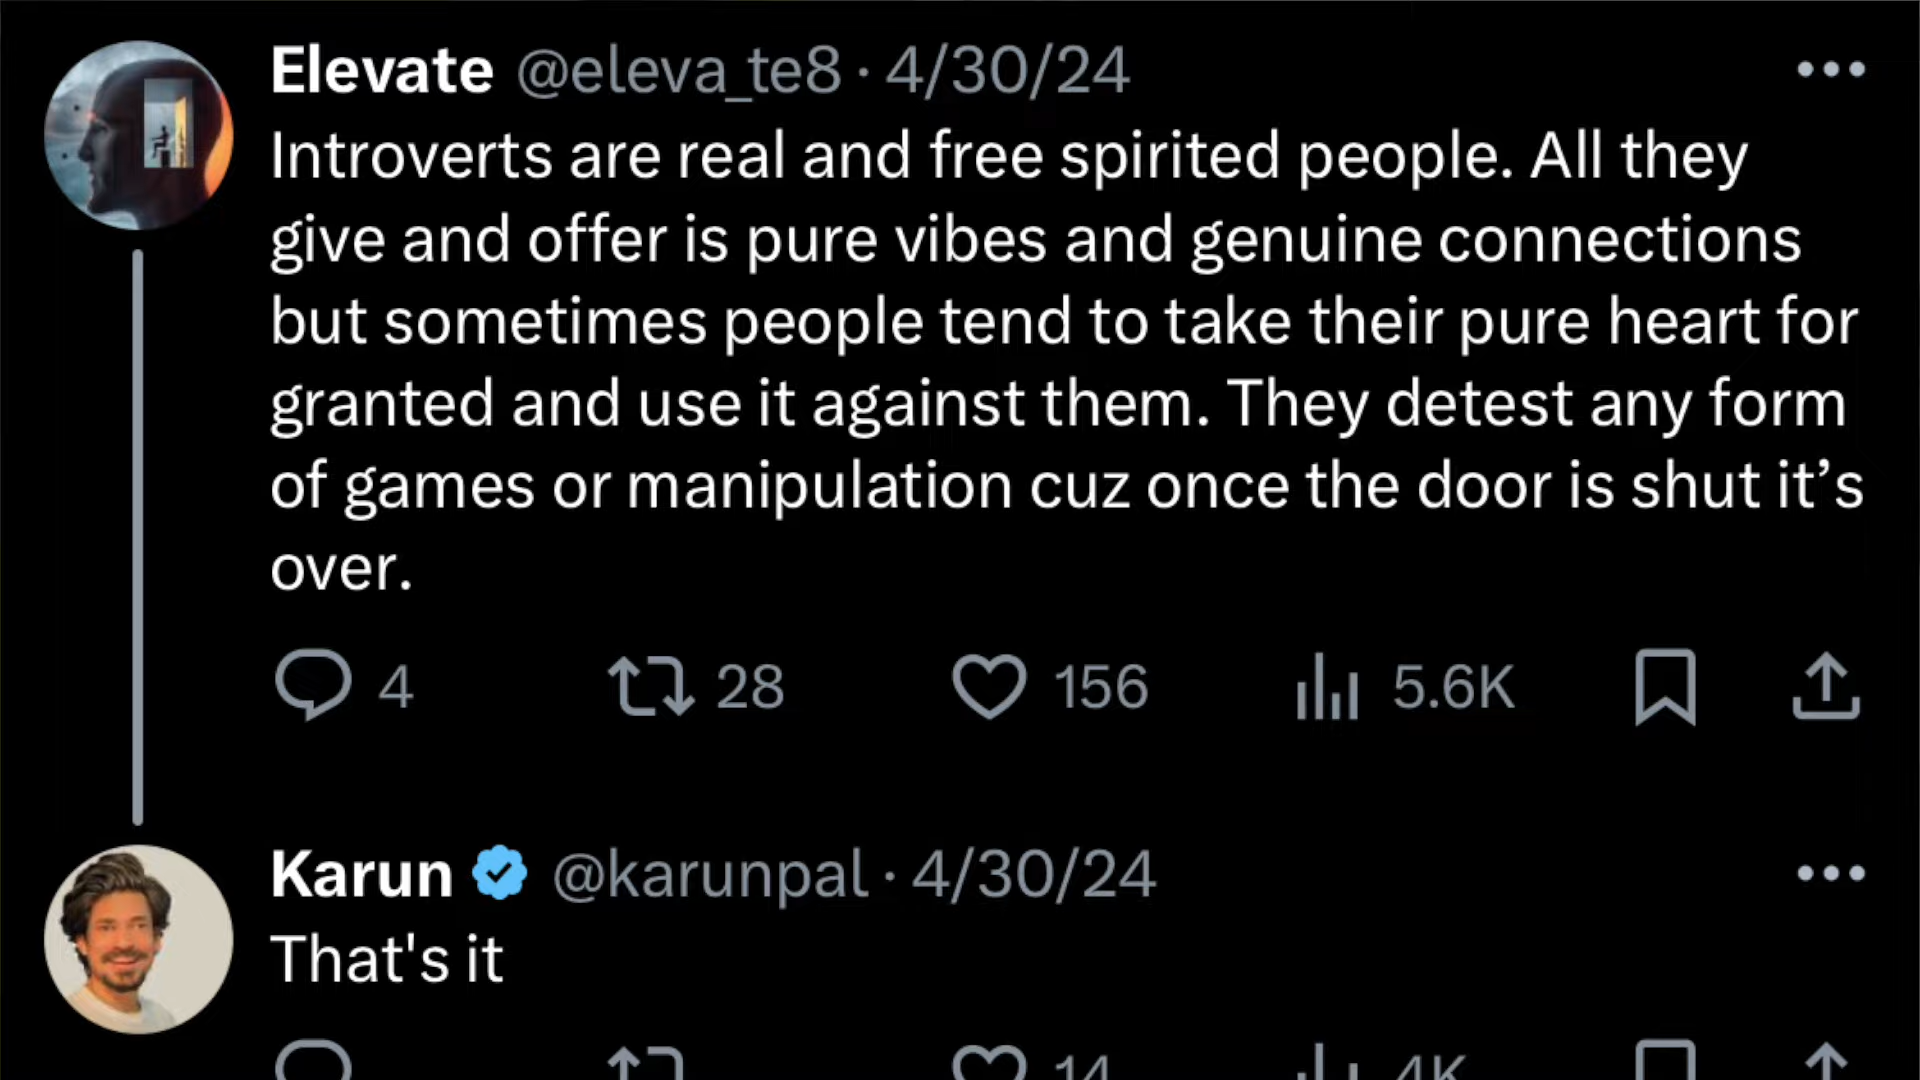 Elevate @eleva_te8 · 4/30/24
Introverts are real and free spirited people. All they
give and offer is pure vibes and genuine connections
but sometimes people tend to take their pure heart for
granted and use it against them. They detest any form
of games or manipulation cuz once the door is shut it’s
over.
4 28 156 5.6K
Karun @karunpal · 4/30/24
That's it
14 4K